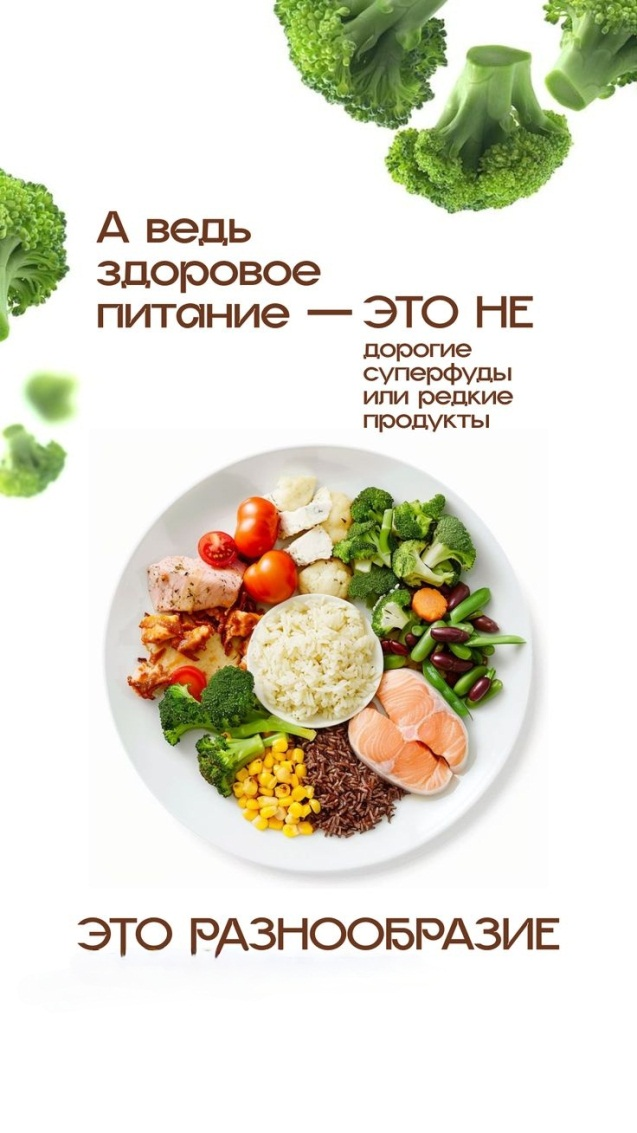 А ведь
здоровое
питание — ЭТО НЕ
дорогие
суперфуды
или редкие
продукты
ЭТО РАЗНООБРАЗИЕ